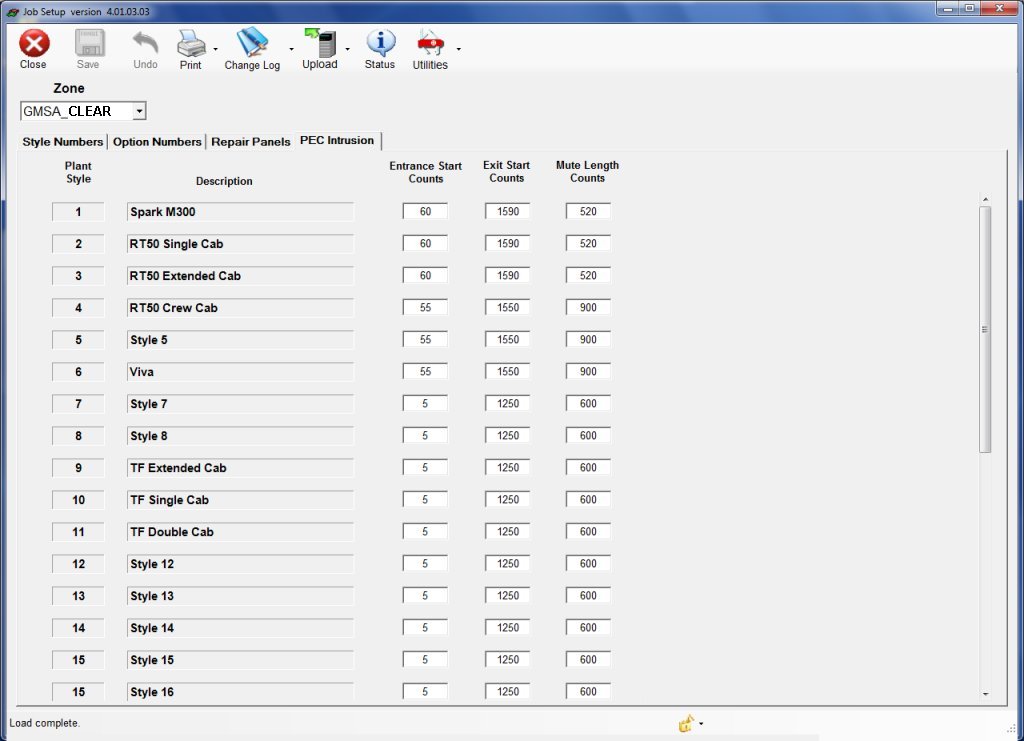 Job Setup version 4.01.03.03
Close Save Undo Print Change Log Upload Status Utilities
Zone
GMSA_CLEAR
Style Numbers Option Numbers Repair Panels PEC Intrusion
Plant Style Description Entrance Start Counts Exit Start Counts Mute Length Counts
1 Spark M300 60 1590 520
2 RT50 Single Cab 60 1590 520
3 RT50 Extended Cab 60 1590 520
4 RT50 Crew Cab 55 1550 900
5 Style 5 55 1550 900
6 Viva 55 1550 900
7 Style 7 5 1250 600
8 Style 8 5 1250 600
9 TF Extended Cab 5 1250 600
10 TF Single Cab 5 1250 600
11 TF Double Cab 5 1250 600
12 Style 12 5 1250 600
13 Style 13 5 1250 600
14 Style 14 5 1250 600
15 Style 15 5 1250 600
15 Style 16 5 1250 600
Load complete.